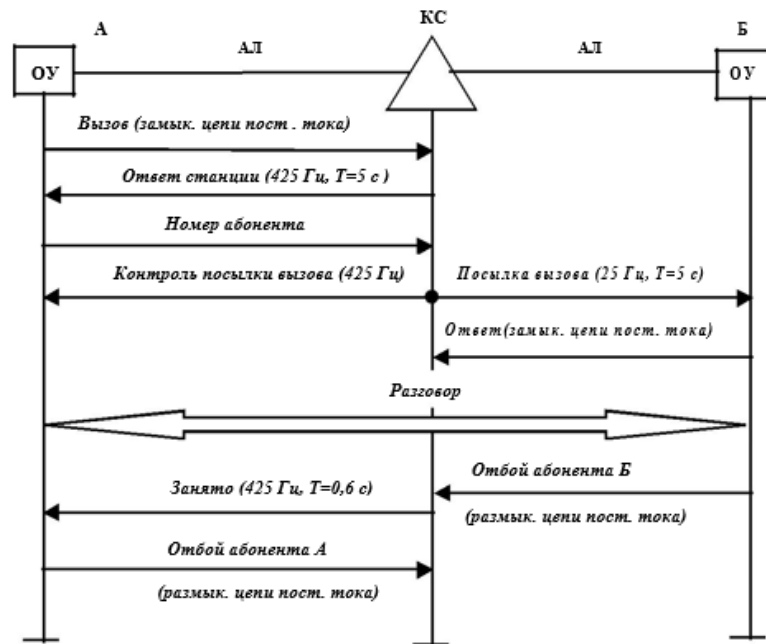 А КС Б
ОУ АЛ АЛ ОУ
Вызов (замык. цепи пост . тока)
Ответ станции (425 Гц, Т=5 с )
Номер абонента
Контроль посылки вызова (425 Гц) Посылка вызова (25 Гц, Т=5 с)
Ответ(замык. цепи пост. тока)
Разговор
Отбой абонента Б
Занято (425 Гц, Т=0,6 с)
(размык. цепи пост. тока)
Отбой абонента А
(размык. цепи пост. тока)